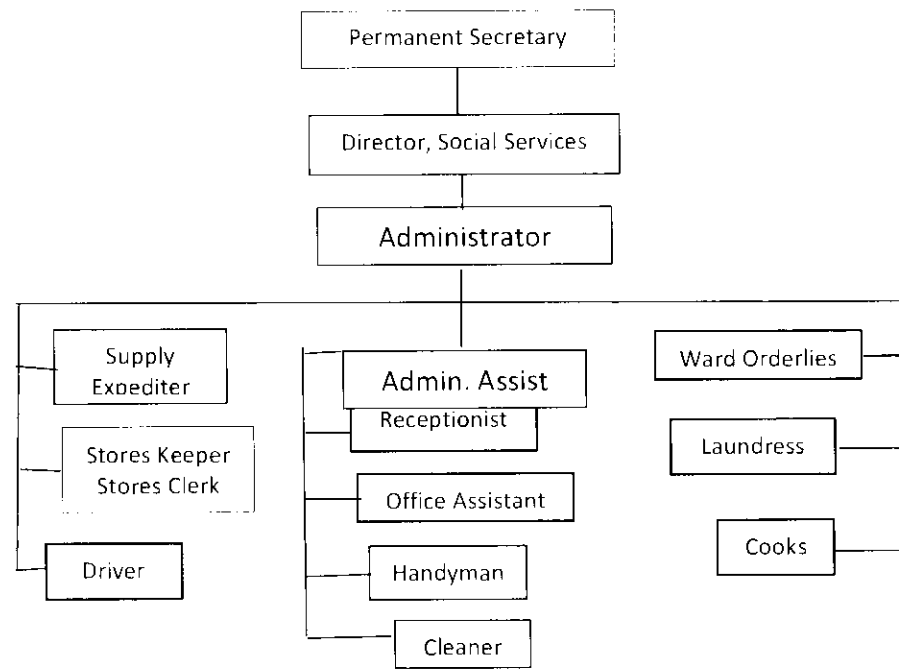 Permanent Secretary
Director, Social Services
Administrator
Supply
Expediter
Stores Keeper
Stores Clerk
Driver
Admin. Assist
Receptionist
Office Assistant
Handyman
Cleaner
Ward Orderlies
Laundress
Cooks